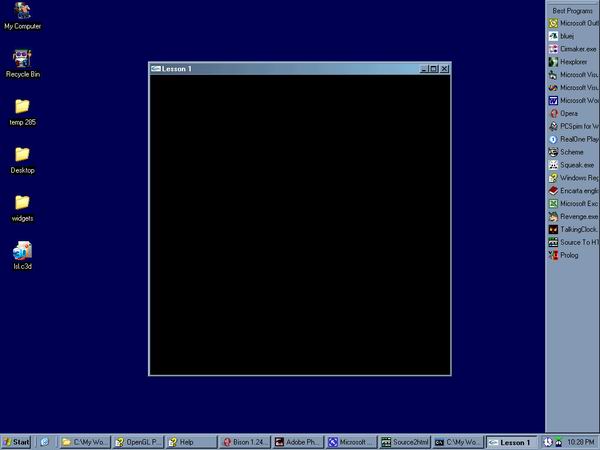 My Computer
Recycle Bin
temp 285
Desktop
widgets
lsl.c3d
Lesson 1
Best Programs
Microsoft Outl
bluej
Cirmaker.exe
Hexplorer
Microsoft Visu
Microsoft Visu
Microsoft Wo
Opera
PCSpim for W
RealOne Play
Scheme
Squeak.exe
Windows Reg
Encarta engli
Microsoft Exc
Revenge.exe
TalkingClock.
Source To HT
Prolog
Start
C:\My Wo...
OpenGL P...
Help
Bison 1.24...
Adobe Ph...
Microsoft ...
Source2html
C:\My Wo...
Lesson 1
10:28 PM